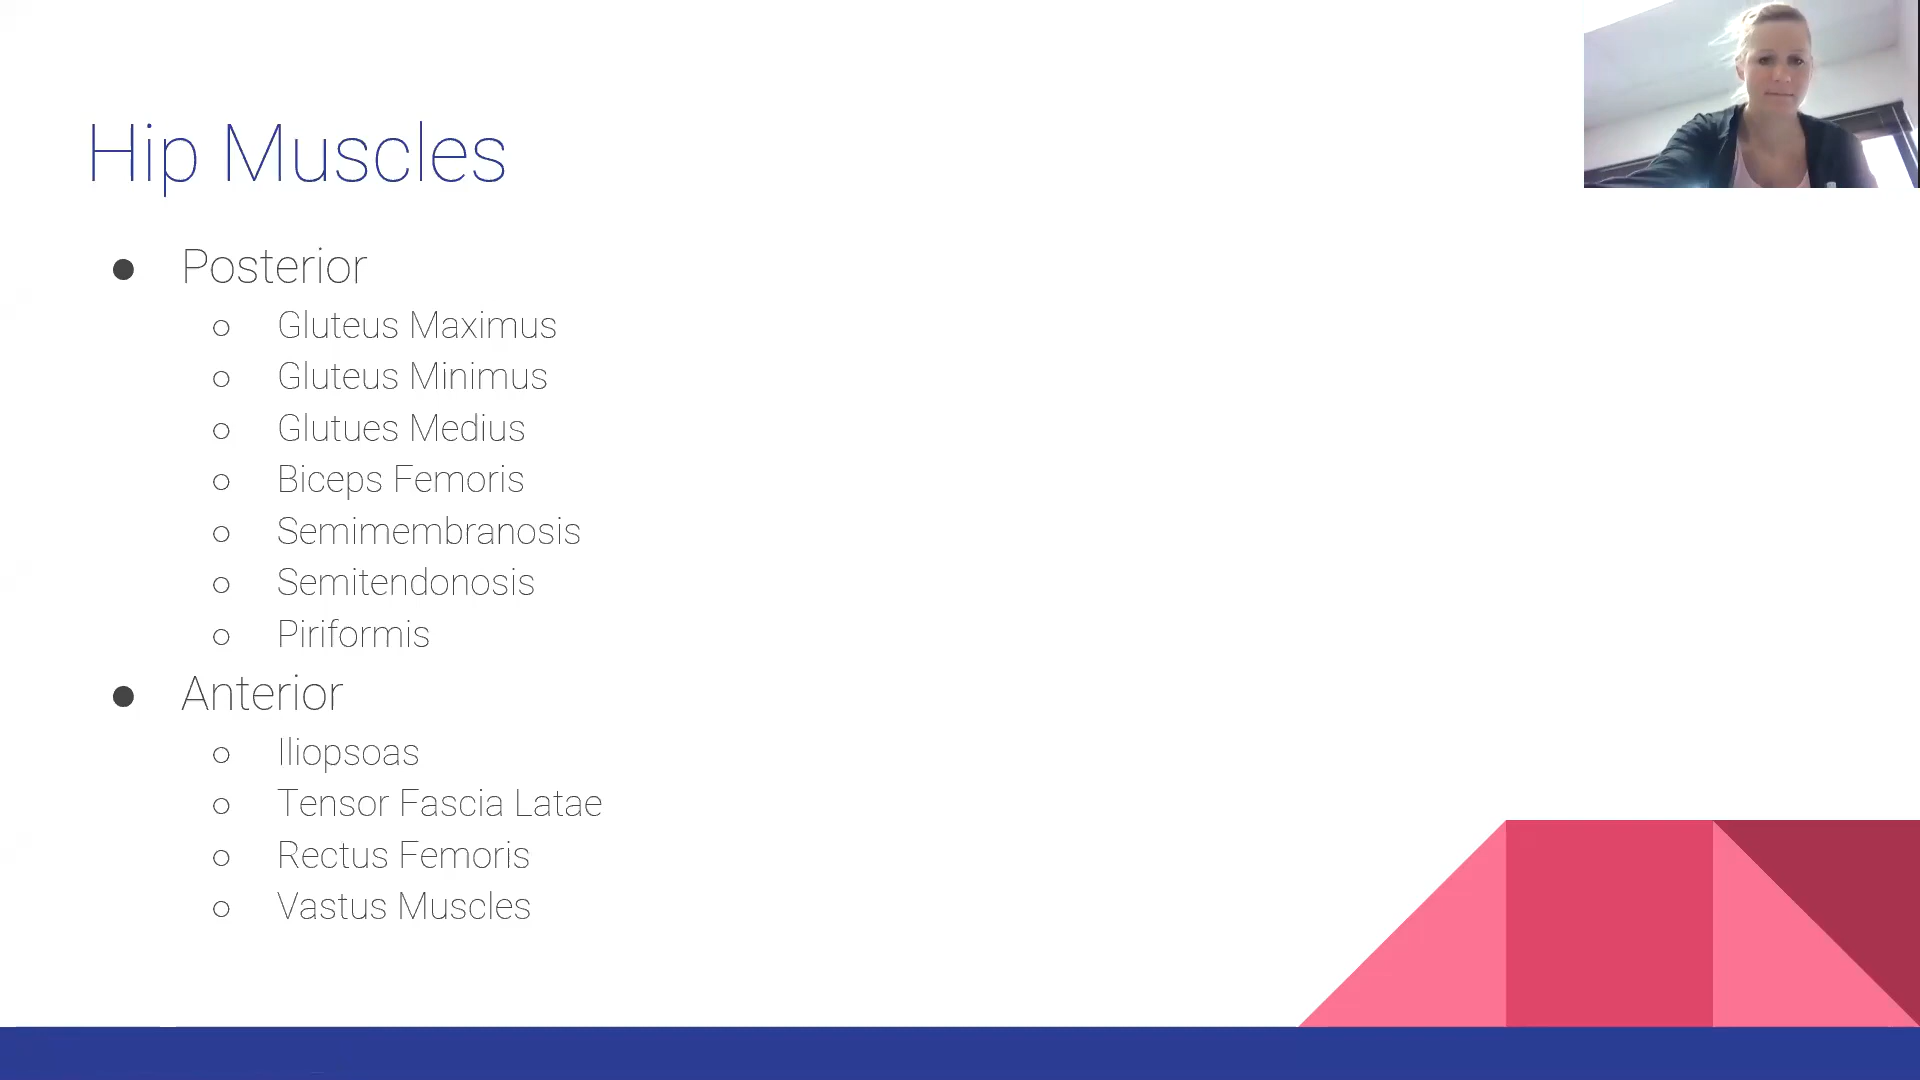 Hip Muscles
● Posterior
○ Gluteus Maximus
○ Gluteus Minimus
○ Glutues Medius
○ Biceps Femoris
○ Semimembranosis
○ Semitendonosis
○ Piriformis
● Anterior
○ Iliopsoas
○ Tensor Fascia Latae
○ Rectus Femoris
○ Vastus Muscles